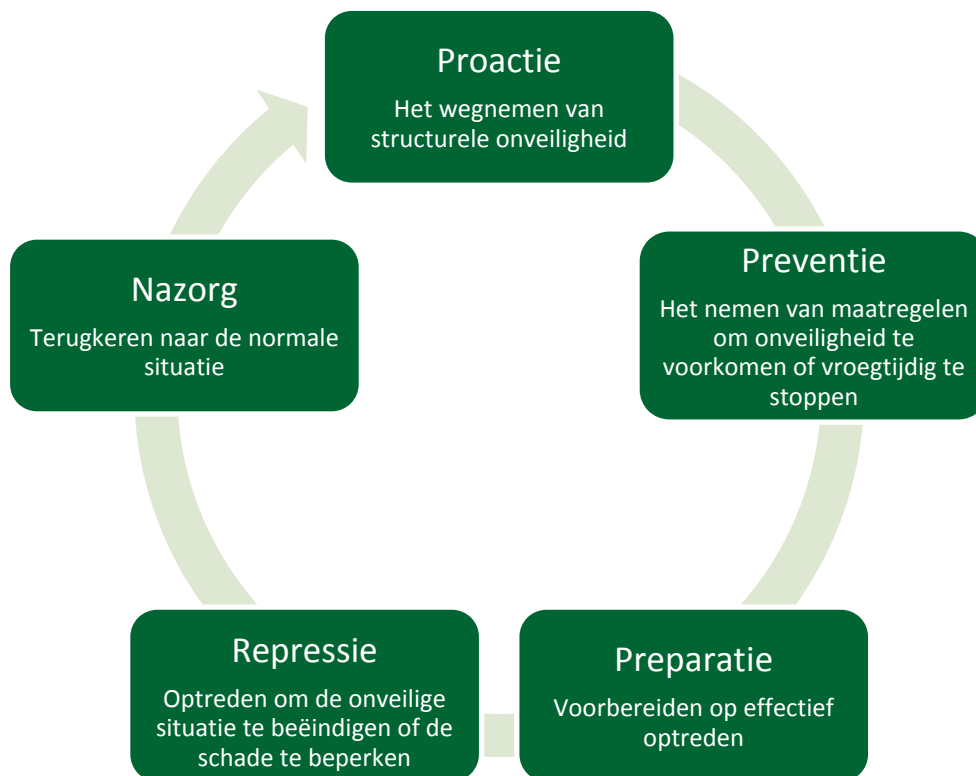 Proactie
Het wegnemen van
structurele onveiligheid
Preventie
Het nemen van maatregelen
om onveiligheid te
voorkomen of vroegtijdig te
stoppen
Preparatie
Voorbereiden op effectief
optreden
Repressie
Optreden om de onveilige
situatie te beëindigen of de
schade te beperken
Nazorg
Terugkeren naar de normale
situatie